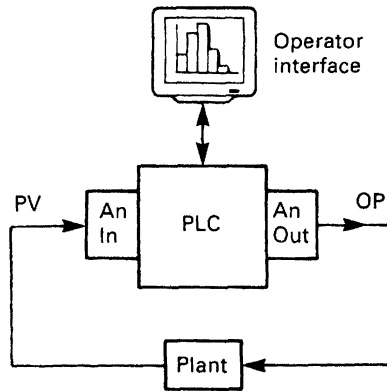 Operator
interface
PV
An
In
PLC
An
Out
OP
Plant